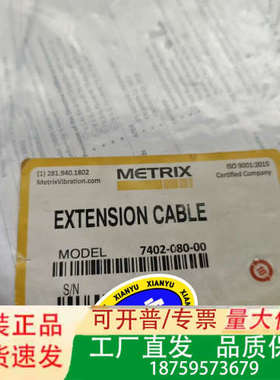 (1) 281.940.1802
MetrixVibration.com
METRIX
ISO 9001:2015
Certified Company
EXTENSION CABLE
MODEL 7402-080-00
S/N
XIANYU XIANYU
装正品 可开普/专票 量大
货速发 工厂直发 品质保
18759573679